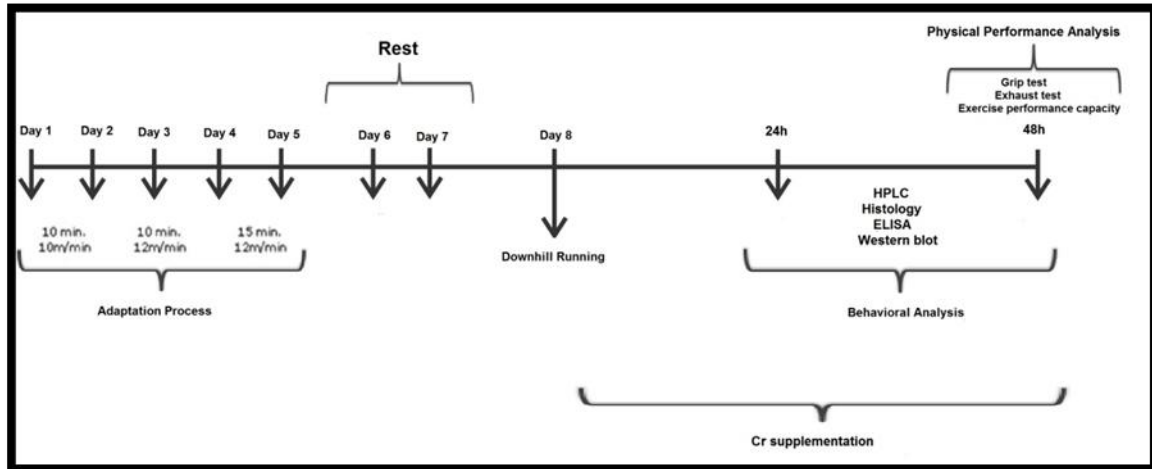 Physical Performance Analysis
Rest
Grip test
Exhaust test
Exercise performance capacity
Day 1
Day 2
Day 3
Day 4
Day 5
Day 6
Day 7
Day 8
24h
48h
10 min.
10m/min
10 min.
12m/min
15 min.
12m/min
HPLC
Histology
ELISA
Western blot
Downhill Running
Adaptation Process
Behavioral Analysis
Cr supplementation